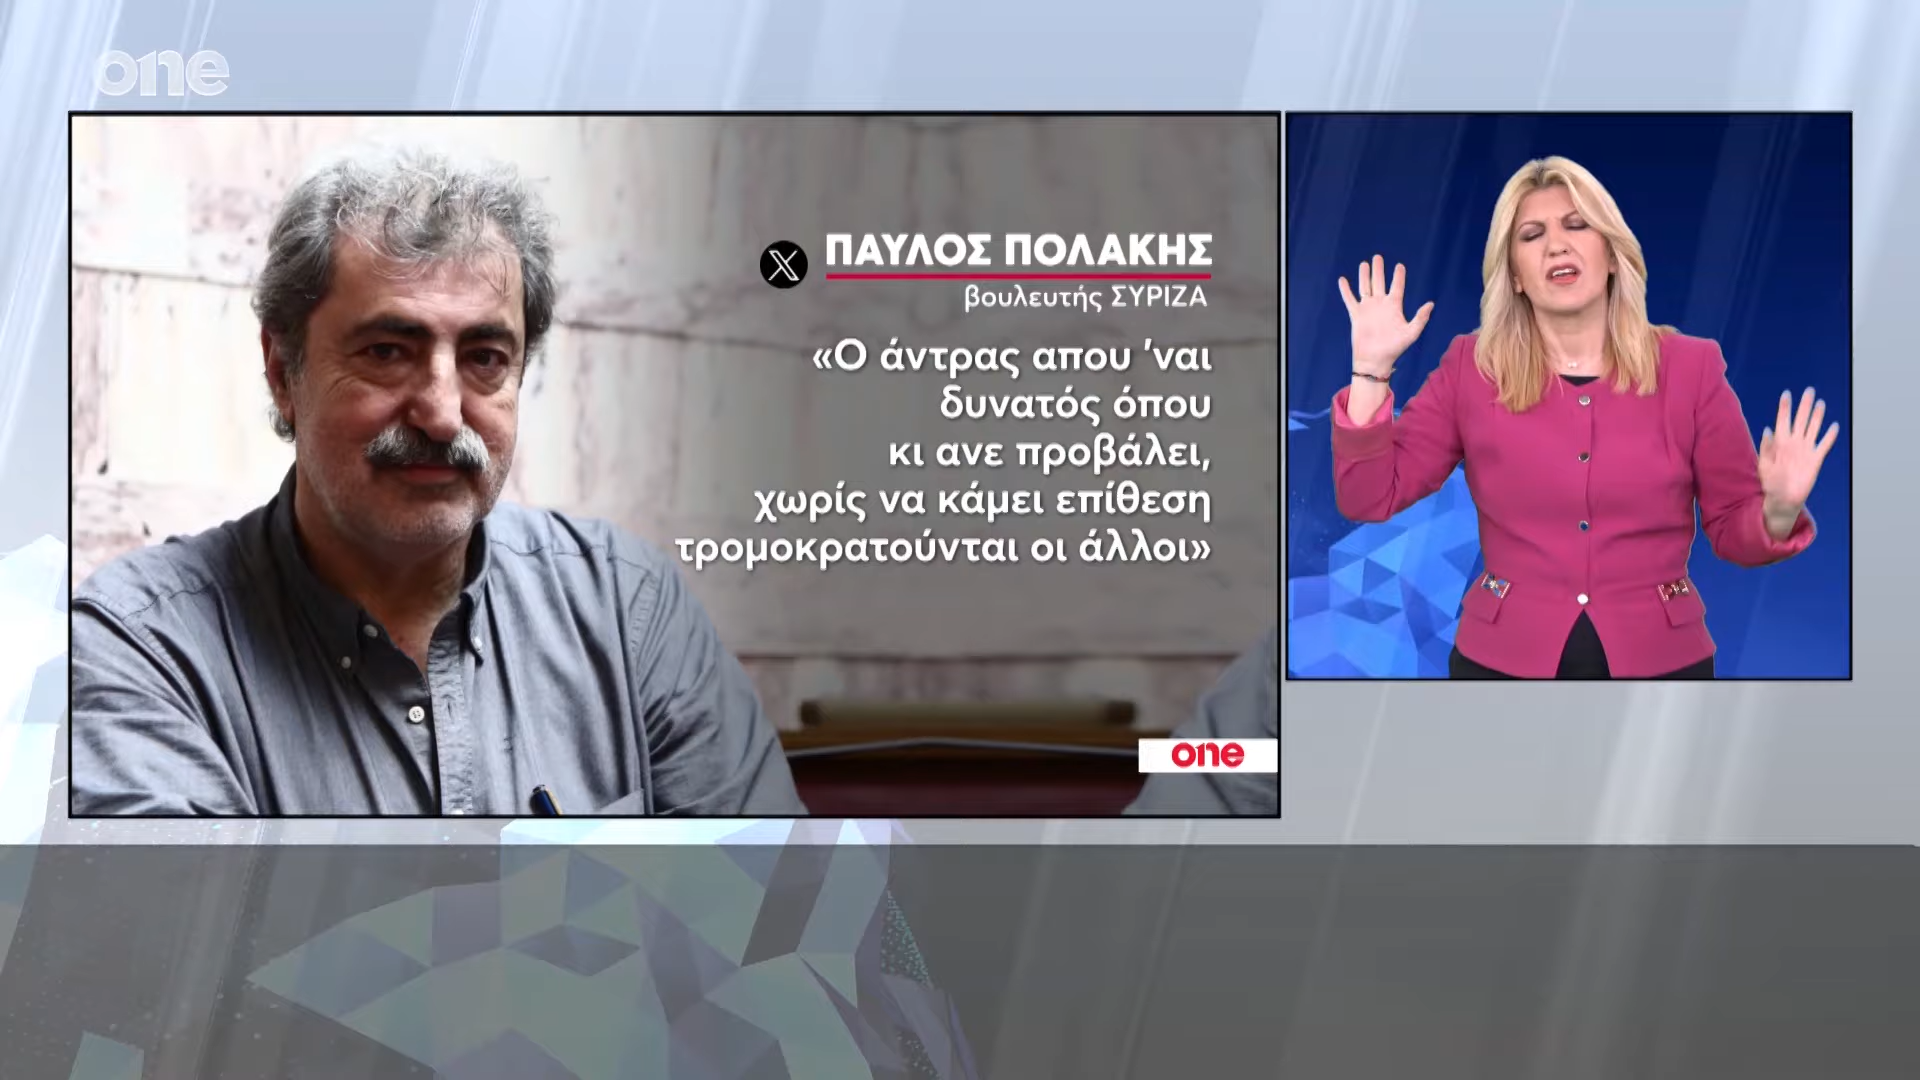 one
ΠΑΥΛΟΣ ΠΟΛΑΚΗΣ
βουλευτής ΣΥΡΙΖΑ
«Ο άντρας απου ’ναι
δυνατός όπου
κι ανε προβάλει,
χωρίς να κάμει επίθεση
τρομοκρατούνται οι άλλοι»
one